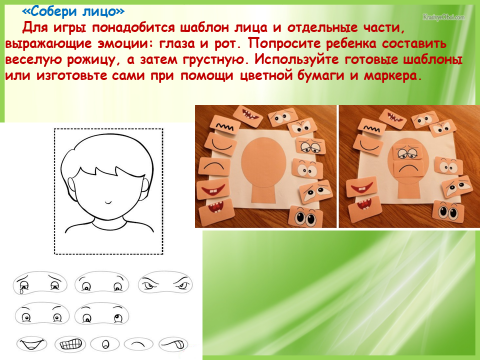 «Собери лицо»
Для игры понадобится шаблон лица и отдельные части,
выражающие эмоции: глаза и рот. Попросите ребенка составить
веселую рожицу, а затем грустную. Используйте готовые шаблоны
или изготовьте сами при помощи цветной бумаги и маркера.